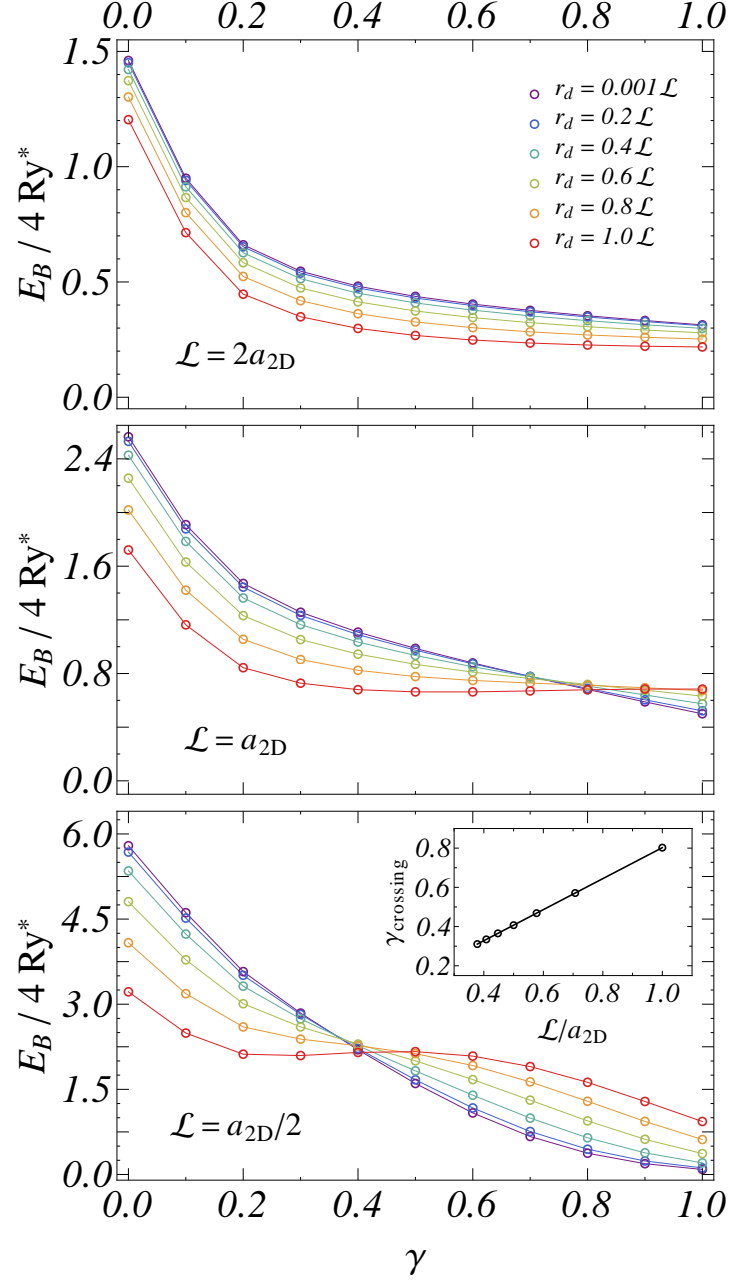 0.0 0.2 0.4 0.6 0.8 1.0
1.5
1.0
0.5
0.0
E_B / 4 Ry*
r_d = 0.001ℒ
r_d = 0.2ℒ
r_d = 0.4ℒ
r_d = 0.6ℒ
r_d = 0.8ℒ
r_d = 1.0ℒ
ℒ = 2a_2D
2.4
1.6
0.8
0.0
E_B / 4 Ry*
ℒ = a_2D
6.0
4.5
3.0
1.5
0.0
E_B / 4 Ry*
0.8
0.6
0.4
0.2
γ_crossing
0.4 0.6 0.8 1.0
ℒ/a_2D
ℒ = a_2D/2
0.0 0.2 0.4 0.6 0.8 1.0
γ